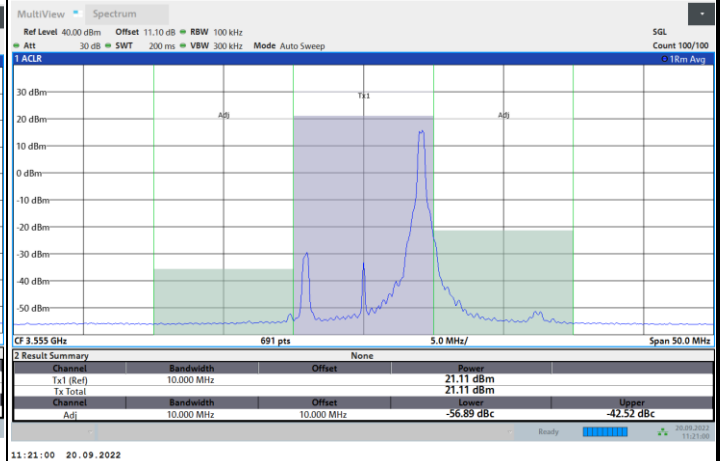 MultiView Spectrum
Ref Level 40.00 dBm Offset 11.10 dB RBW 100 kHz SGL
Att 30 dB SWT 200 ms VBW 300 kHz Mode Auto Sweep Count 100/100
1 ACLR 1Rm Avg
30 dBm
Tx1
20 dBm
Adj Adj
10 dBm
0 dBm
-10 dBm
-20 dBm
-30 dBm
-40 dBm
-50 dBm
CF 3.555 GHz 691 pts 5.0 MHz/ Span 50.0 MHz
2 Result Summary None
Channel Bandwidth Offset Power
Tx1 (Ref) 10.000 MHz 21.11 dBm
Tx Total 21.11 dBm
Channel Bandwidth Offset Lower Upper
Adj 10.000 MHz 10.000 MHz -56.89 dBc -42.52 dBc
Ready 20.09.2022
11:21:00
11:21:00 20.09.2022